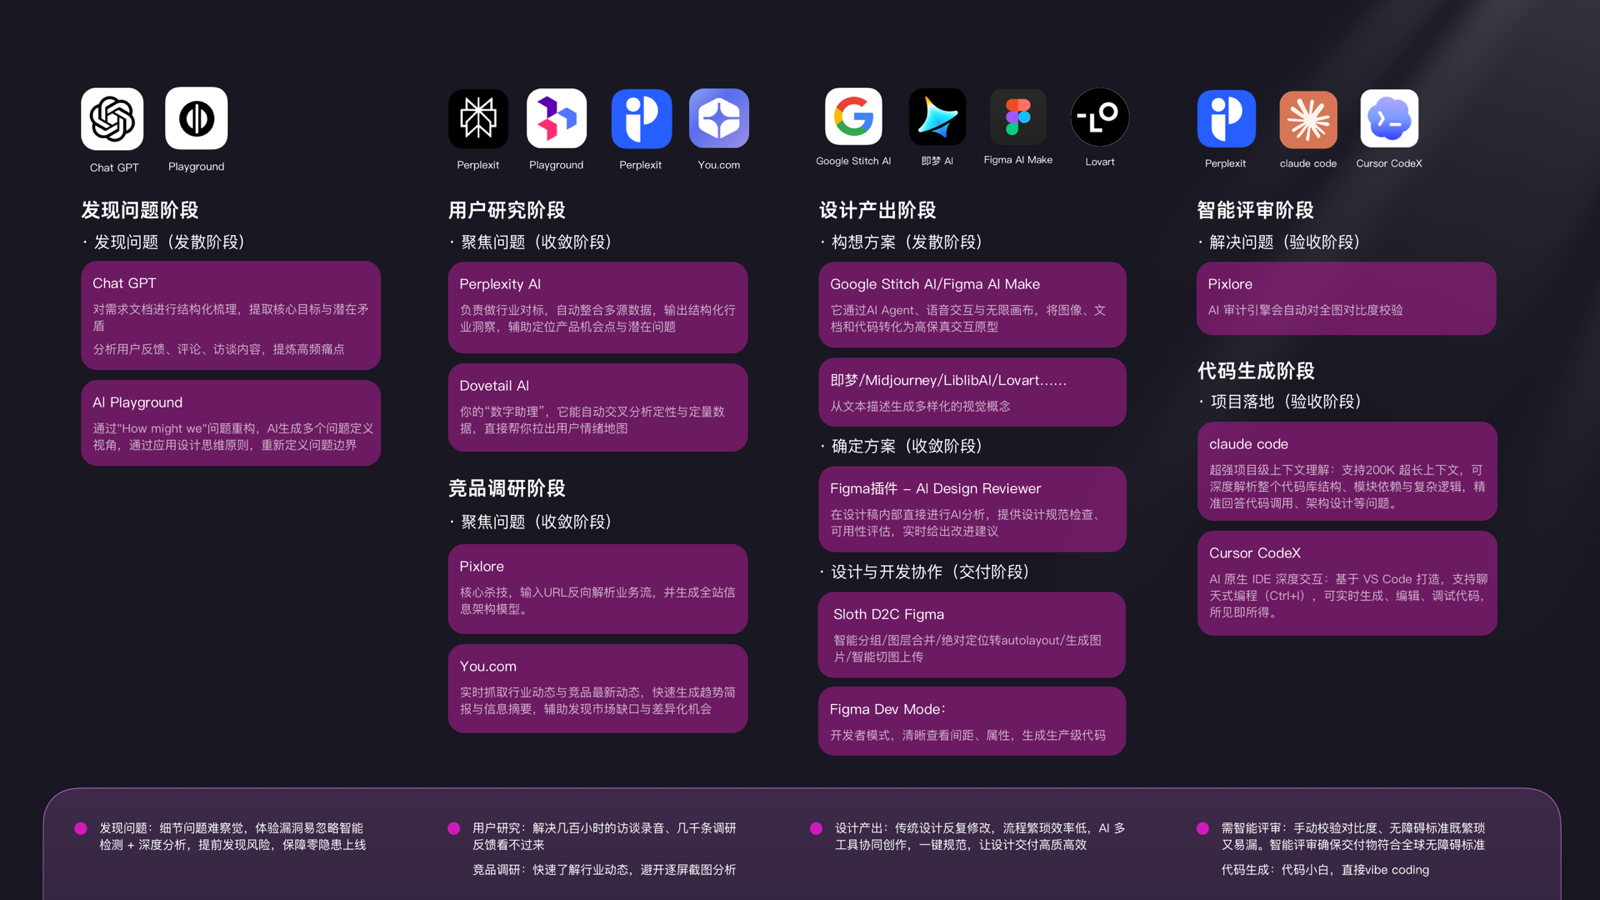 Chat GPT
Playground
发现问题阶段
· 发现问题（发散阶段）
Chat GPT
对需求文档进行结构化梳理，提取核心目标与潜在矛
盾
分析用户反馈、评论、访谈内容，提炼高频痛点
AI Playground
通过"How might we"问题重构，AI生成多个问题定义
视角，通过应用设计思维原则，重新定义问题边界
Perplexit
Playground
Perplexit
You.com
用户研究阶段
· 聚焦问题（收敛阶段）
Perplexity AI
负责做行业对标，自动整合多源数据，输出结构化行
业洞察，辅助定位产品机会点与潜在问题
Dovetail AI
你的“数字助理”，它能自动交叉分析定性与定量数
据，直接帮你拉出用户情绪地图
竞品调研阶段
· 聚焦问题（收敛阶段）
Pixlore
核心杀技，输入URL反向解析业务流，并生成全站信
息架构模型。
You.com
实时抓取行业动态与竞品最新动态，快速生成趋势简
报与信息摘要，辅助发现市场缺口与差异化机会
Google Stitch AI
即梦 AI
Figma AI Make
Lovart
设计产出阶段
· 构想方案（发散阶段）
Google Stitch AI/Figma AI Make
它通过AI Agent、语音交互与无限画布，将图像、文
档和代码转化为高保真交互原型
即梦/Midjourney/LiblibAI/Lovart……
从文本描述生成多样化的视觉概念
· 确定方案（收敛阶段）
Figma插件 – AI Design Reviewer
在设计稿内部直接进行AI分析，提供设计规范检查、
可用性评估，实时给出改进建议
· 设计与开发协作（交付阶段）
Sloth D2C Figma
智能分组/图层合并/绝对定位转autolayout/生成图
片/智能切图上传
Figma Dev Mode：
开发者模式，清晰查看间距、属性，生成生产级代码
Perplexit
claude code
Cursor CodeX
智能评审阶段
· 解决问题（验收阶段）
Pixlore
AI 审计引擎会自动对全图对比度校验
代码生成阶段
· 项目落地（验收阶段）
claude code
超强项目级上下文理解：支持200K 超长上下文，可
深度解析整个代码库结构、模块依赖与复杂逻辑，精
准回答代码调用、架构设计等问题。
Cursor CodeX
AI 原生 IDE 深度交互：基于 VS Code 打造，支持聊
天式编程（Ctrl+I），可实时生成、编辑、调试代码，
所见即所得。
发现问题：细节问题难察觉，体验漏洞易忽略智能
检测 + 深度分析，提前发现风险，保障零隐患上线
用户研究：解决几百小时的访谈录音、几千条调研
反馈看不过来
竞品调研：快速了解行业动态，避开逐屏截图分析
设计产出：传统设计反复修改，流程繁琐效率低，AI 多
工具协同创作，一键规范，让设计交付高质高效
需智能评审：手动校验对比度、无障碍标准既繁琐
又易漏。智能评审确保交付物符合全球无障碍标准
代码生成：代码小白，直接vibe coding